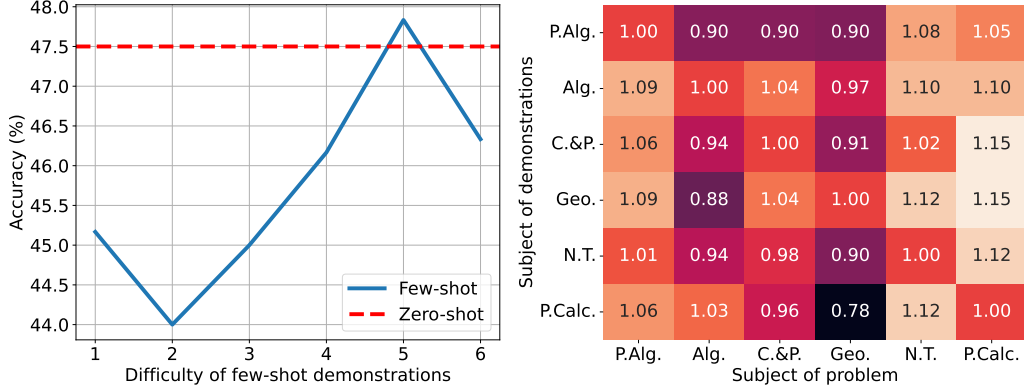 48.0
47.5
47.0
46.5
46.0
45.5
45.0
44.5
44.0
Accuracy (%)
1 2 3 4 5 6
Difficulty of few-shot demonstrations
Few-shot
Zero-shot
Subject of demonstrations
P.Alg. 1.00 0.90 0.90 0.90 1.08 1.05
Alg. 1.09 1.00 1.04 0.97 1.10 1.10
C.&P. 1.06 0.94 1.00 0.91 1.02 1.15
Geo. 1.09 0.88 1.04 1.00 1.12 1.15
N.T. 1.01 0.94 0.98 0.90 1.00 1.12
P.Calc. 1.06 1.03 0.96 0.78 1.12 1.00
P.Alg. Alg. C.&P. Geo. N.T. P.Calc.
Subject of problem